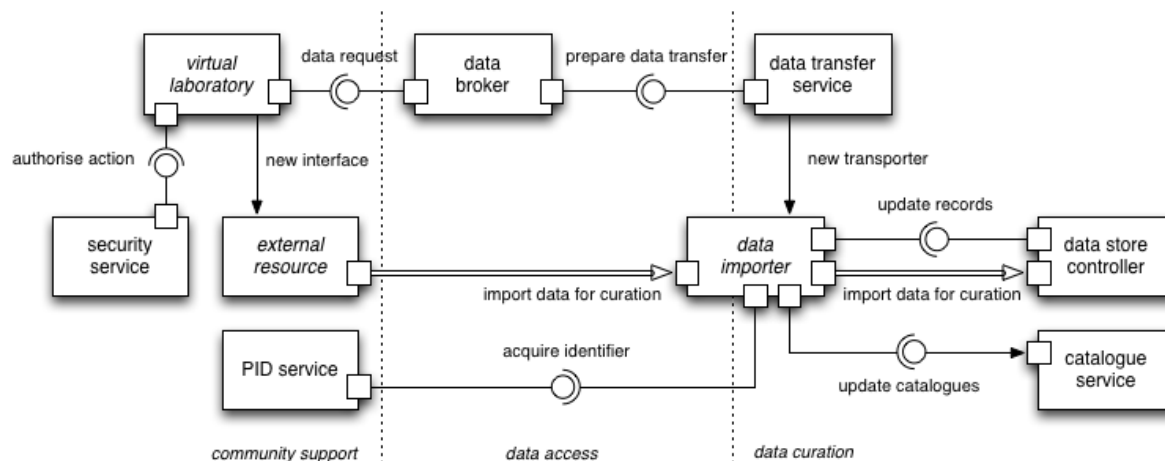 virtual
laboratory
data request
data
broker
prepare data transfer
data transfer
service
authorise action
new interface
new transporter
security
service
external
resource
data
importer
update records
data store
controller
import data for curation
import data for curation
PID service
acquire identifier
update catalogues
catalogue
service
community support
data access
data curation